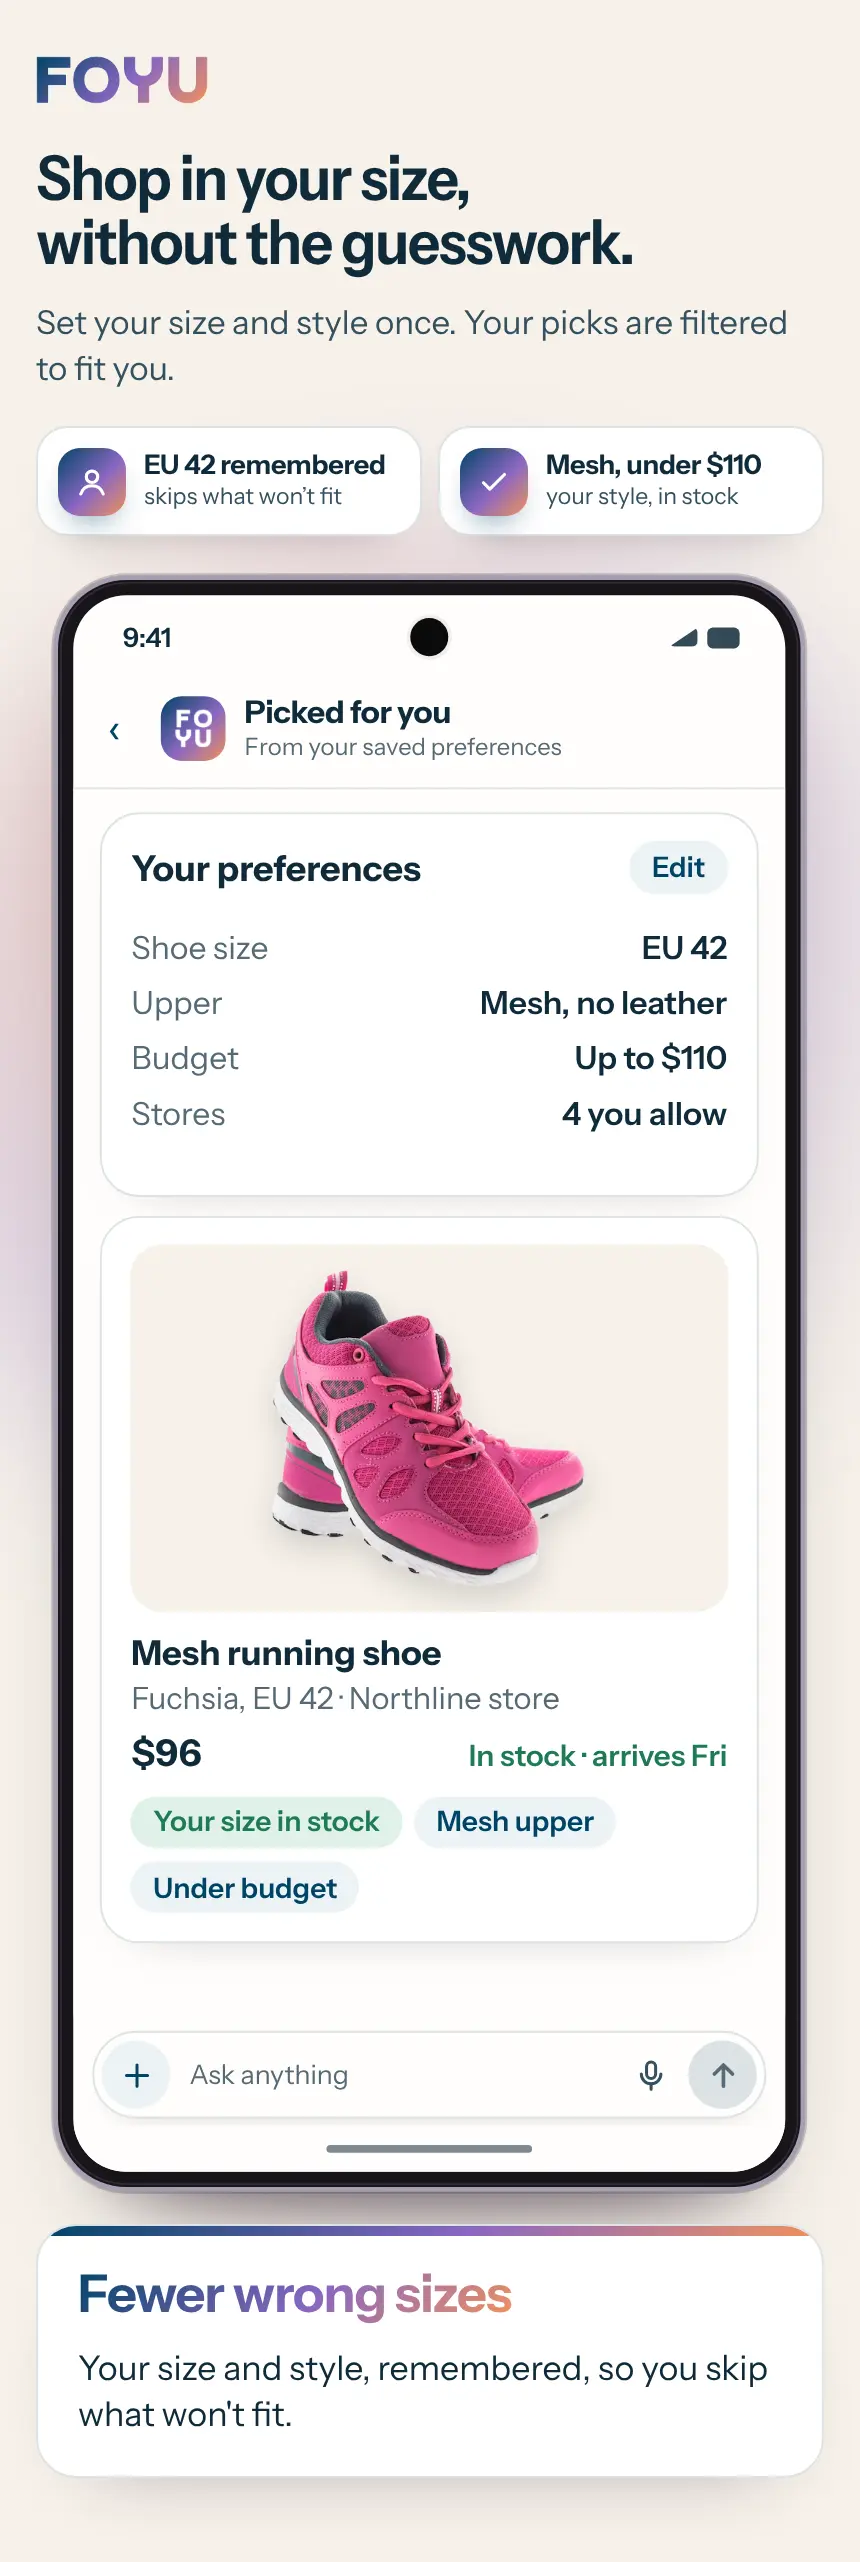 FOYU
Shop in your size,
without the guesswork.
Set your size and style once. Your picks are filtered
to fit you.
EU 42 remembered
skips what won’t fit
Mesh, under $110
your style, in stock
9:41
FO
YU
Picked for you
From your saved preferences
Your preferences
Edit
Shoe size
EU 42
Upper
Mesh, no leather
Budget
Up to $110
Stores
4 you allow
Mesh running shoe
Fuchsia, EU 42 · Northline store
$96
In stock · arrives Fri
Your size in stock
Mesh upper
Under budget
Ask anything
Fewer wrong sizes
Your size and style, remembered, so you skip
what won't fit.